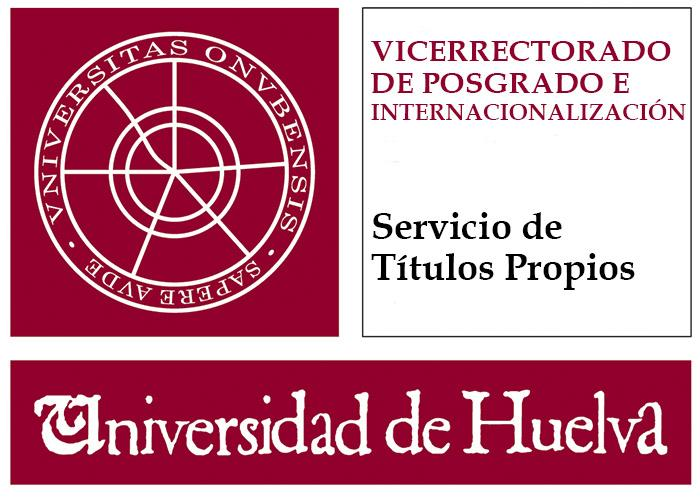 VNIVERSITAS ONVBENSIS · SAPERE AVDE ·
VICERRECTORADO
DE POSGRADO E
INTERNACIONALIZACIÓN
Servicio de
Títulos Propios
Universidad de Huelva